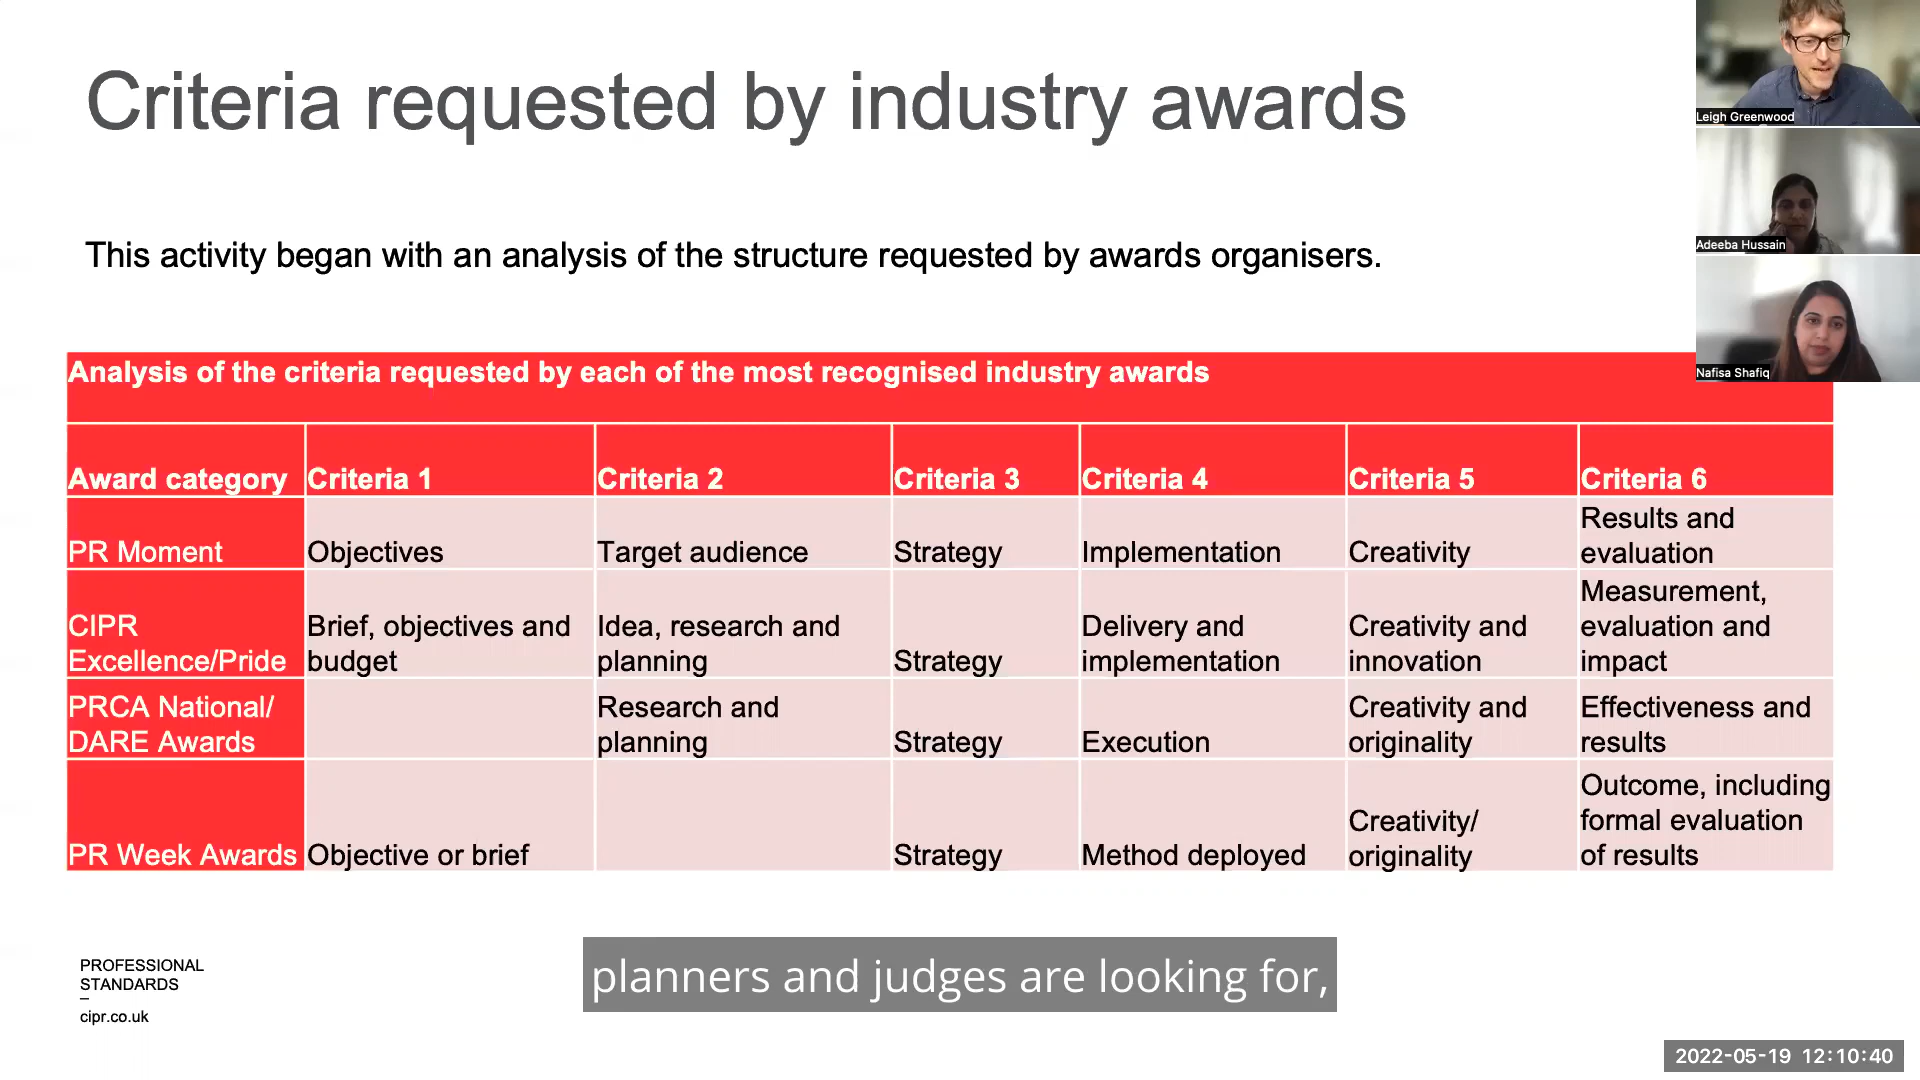 Criteria requested by industry awards
Leigh Greenwood
Adeeba Hussain
Nafisa Shafiq
This activity began with an analysis of the structure requested by awards organisers.
Analysis of the criteria requested by each of the most recognised industry awards
Award category Criteria 1 Criteria 2 Criteria 3 Criteria 4 Criteria 5 Criteria 6
PR Moment Objectives Target audience Strategy Implementation Creativity Results and
evaluation
CIPR
Excellence/Pride Brief, objectives and
budget Idea, research and
planning Strategy Delivery and
implementation Creativity and
innovation Measurement,
evaluation and
impact
PRCA National/
DARE Awards Research and
planning Strategy Execution Creativity and
originality Effectiveness and
results
PR Week Awards Objective or brief Strategy Method deployed Creativity/
originality Outcome, including
formal evaluation
of results
planners and judges are looking for,
PROFESSIONAL
STANDARDS
–
cipr.co.uk
2022-05-19 12:10:40